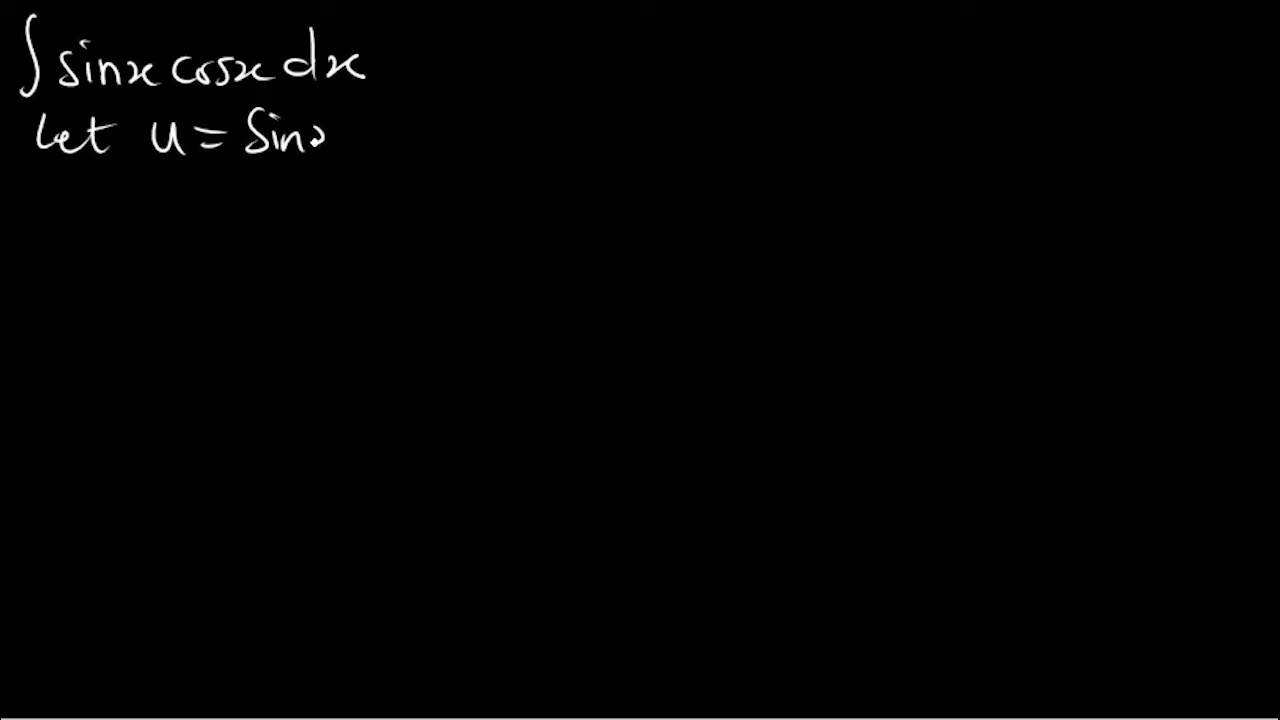 ∫ sinx cosx dx
let u = sin